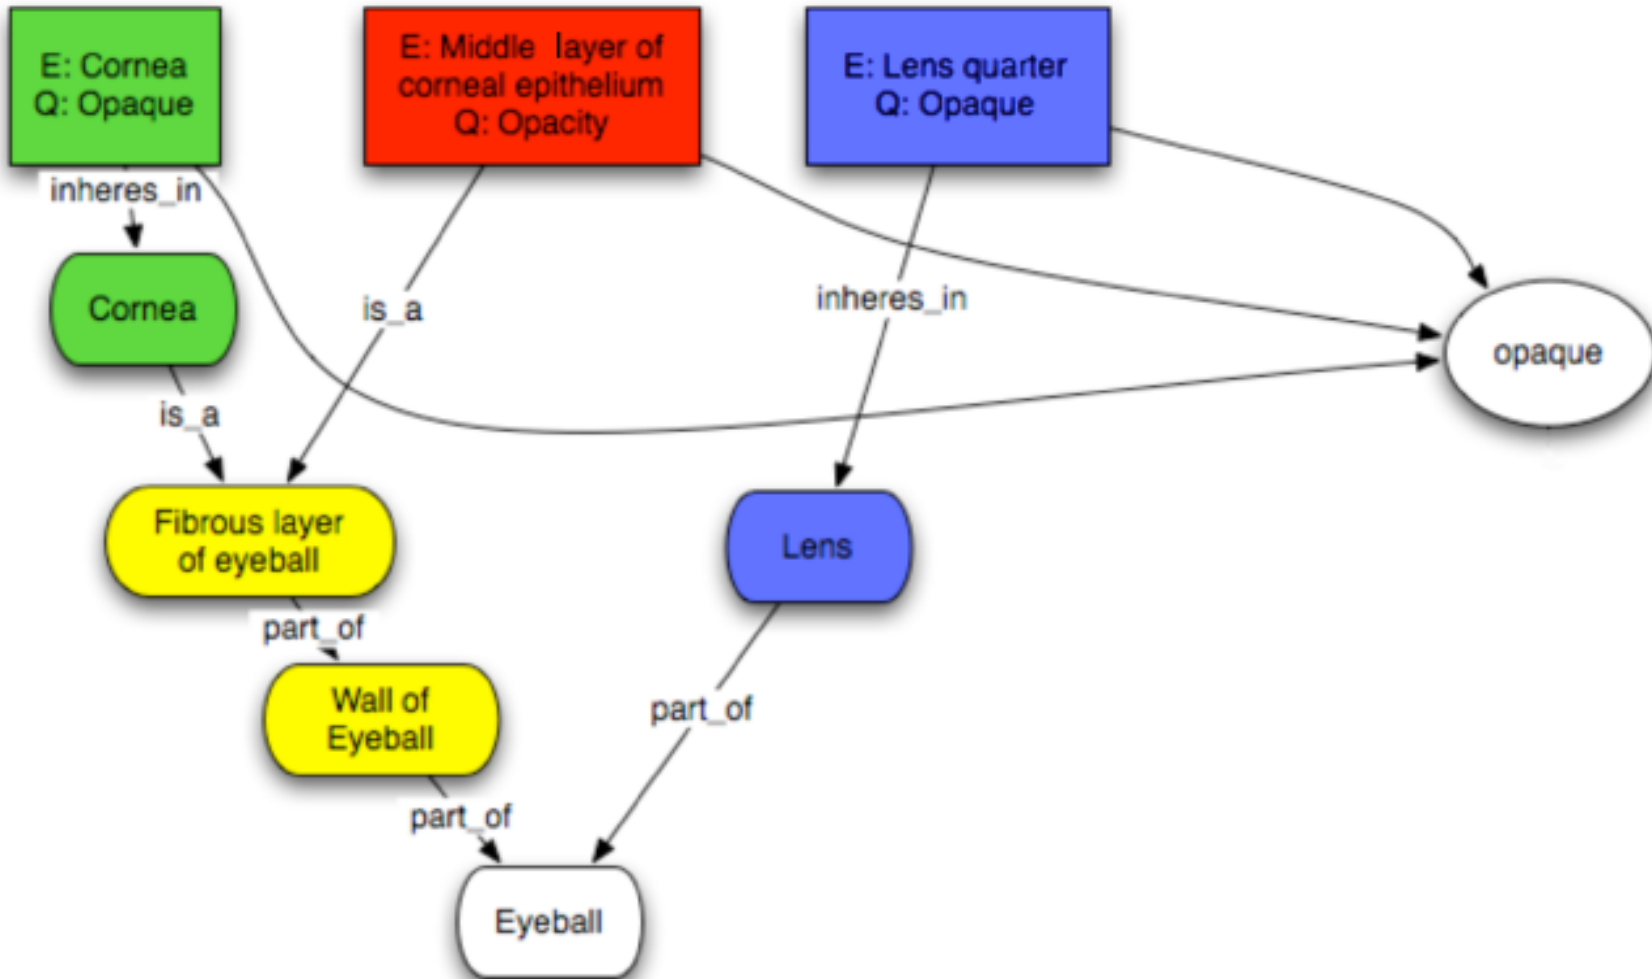 E: Cornea
Q: Opaque
E: Middle layer of
corneal epithelium
Q: Opacity
E: Lens quarter
Q: Opaque
inheres_in
Cornea
is_a
inheres_in
opaque
is_a
Fibrous layer
of eyeball
Lens
part_of
Wall of
Eyeball
part_of
part_of
Eyeball